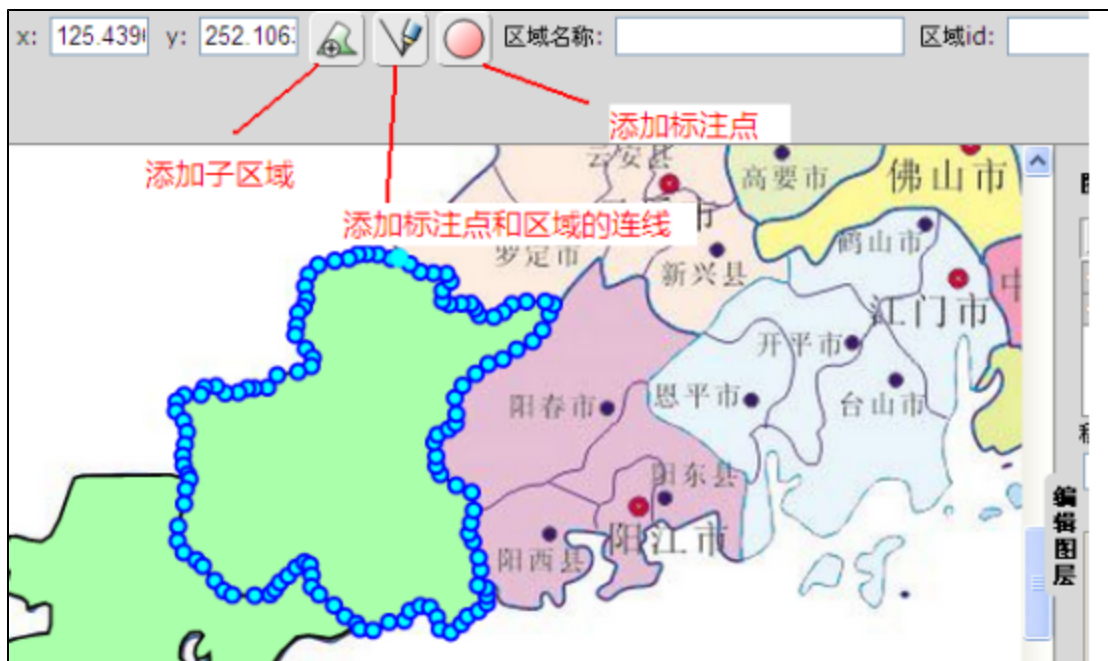 x: 125.439 y: 252.106 区域名称: 区域id:
添加标注点
添加子区域
添加标注点和区域的连线
云安县
高要市
佛山市
市
罗定市
新兴县
鹤山市
中
江门市
开平市
阳春市
恩平市
台山市
阳东县
阳江市
阳西县
编辑图层